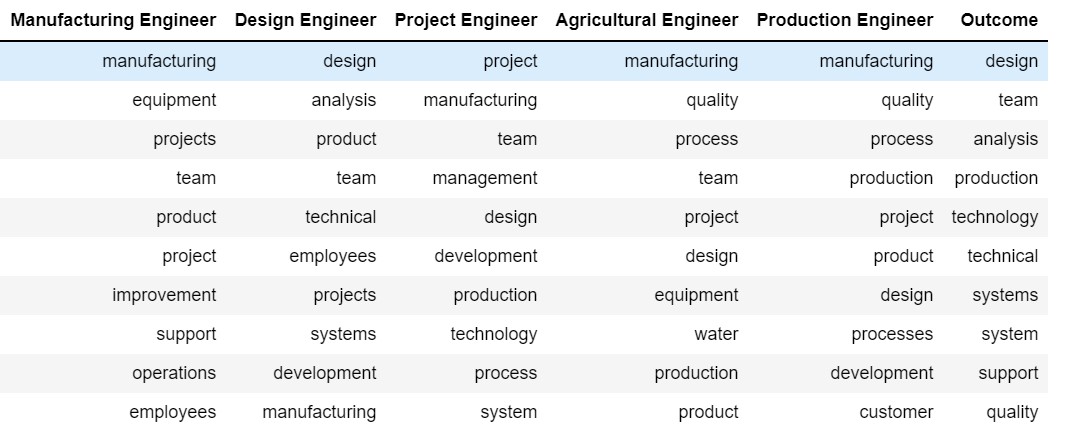 Manufacturing Engineer Design Engineer Project Engineer Agricultural Engineer Production Engineer Outcome
manufacturing design project manufacturing manufacturing design
equipment analysis manufacturing quality quality team
projects product team process process analysis
team team management team production production
product technical design project project technology
project employees development design product technical
improvement projects production equipment design systems
support systems technology water processes system
operations development process production development support
employees manufacturing system product customer quality